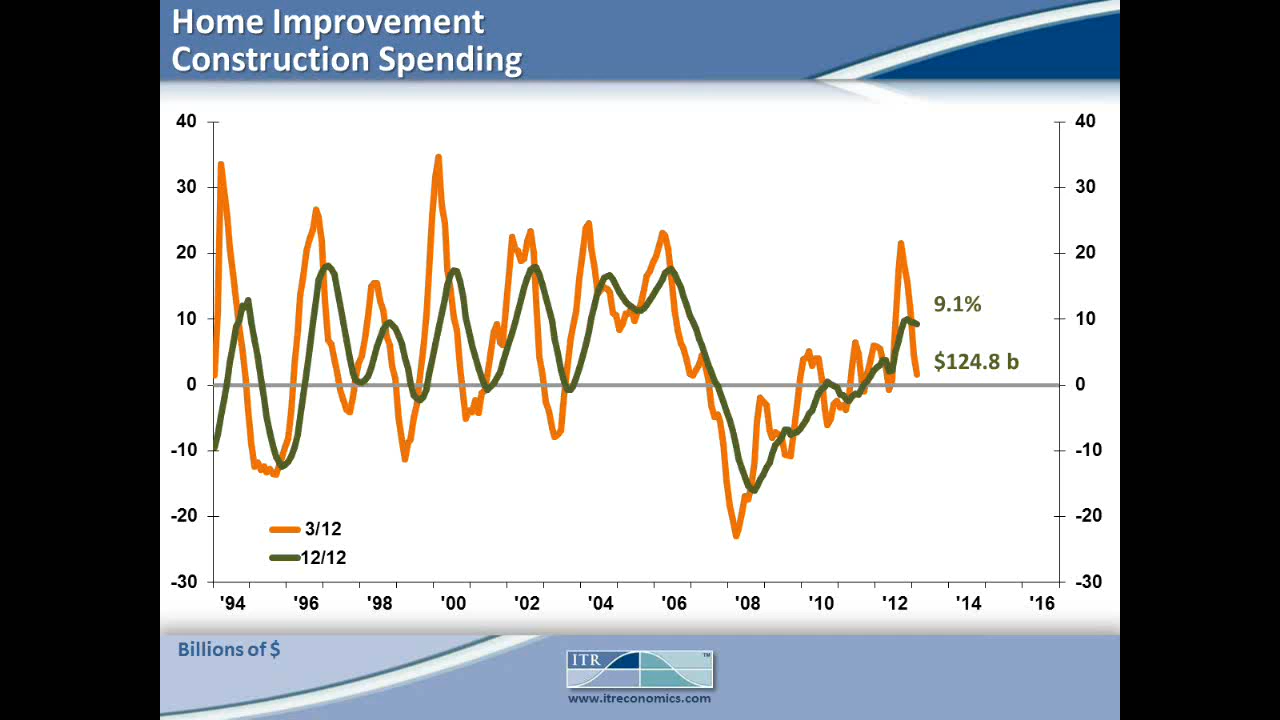 Home Improvement
Construction Spending
40 40
30 30
20 20
10 10
0 0
-10 -10
-20 -20
-30 -30
9.1%
$124.8 b
3/12
12/12
'94 '96 '98 '00 '02 '04 '06 '08 '10 '12 '14 '16
Billions of $
ITR TM
www.itreconomics.com